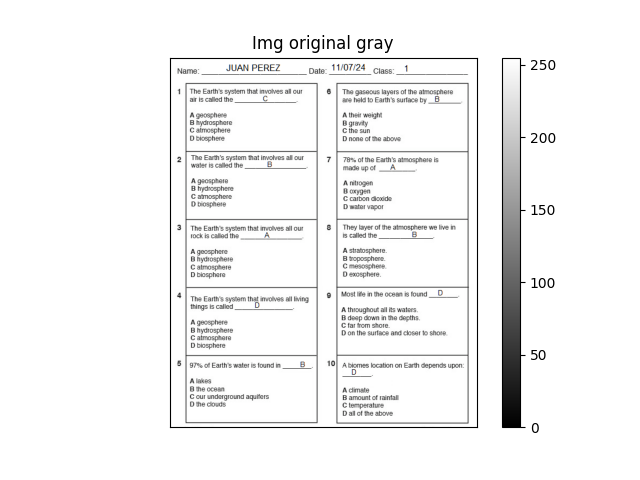 Img original gray
Name: JUAN PEREZ Date: 11/07/24 Class: 1
1 The Earth's system that involves all our
air is called the C.
A geosphere
B hydrosphere
C atmosphere
D biosphere
2 The Earth's system that involves all our
water is called the B.
A geosphere
B hydrosphere
C atmosphere
D biosphere
3 The Earth's system that involves all our
rock is called the A.
A geosphere
B hydrosphere
C atmosphere
D biosphere
4 The Earth's system that involves all living
things is called D.
A geosphere
B hydrosphere
C atmosphere
D biosphere
5 97% of Earth's water is found in B.
A lakes
B the ocean
C our underground aquifers
D the clouds
6 The gaseous layers of the atmosphere
are held to Earth's surface by B.
A their weight
B gravity
C the sun
D none of the above
7 78% of the Earth's atmosphere is
made up of A.
A nitrogen
B oxygen
C carbon dioxide
D water vapor
8 They layer of the atmosphere we live in
is called the B.
A stratosphere.
B troposphere.
C mesosphere.
D exosphere.
9 Most life in the ocean is found D.
A throughout all its waters.
B deep down in the depths.
C far from shore.
D on the surface and closer to shore.
10 A biomes location on Earth depends upon:
D.
A climate
B amount of rainfall
C temperature
D all of the above
250
200
150
100
50
0